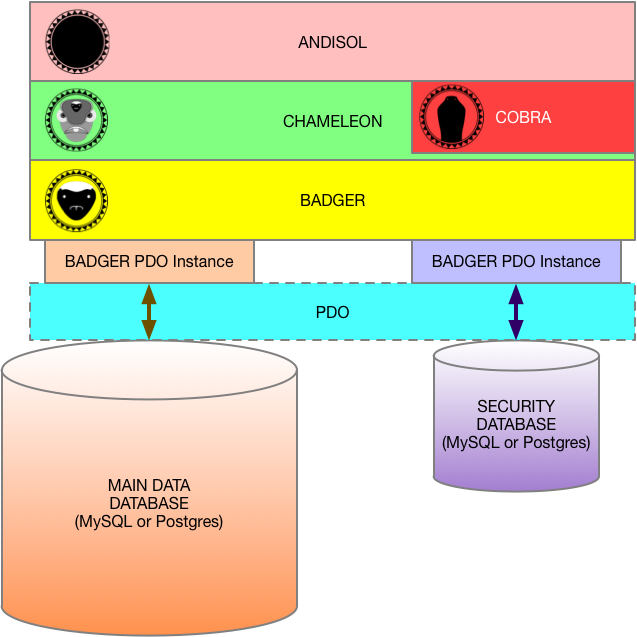 ANDISOL
CHAMELEON
COBRA
BADGER
BADGER PDO Instance
BADGER PDO Instance
PDO
MAIN DATA
DATABASE
(MySQL or Postgres)
SECURITY
DATABASE
(MySQL or Postgres)